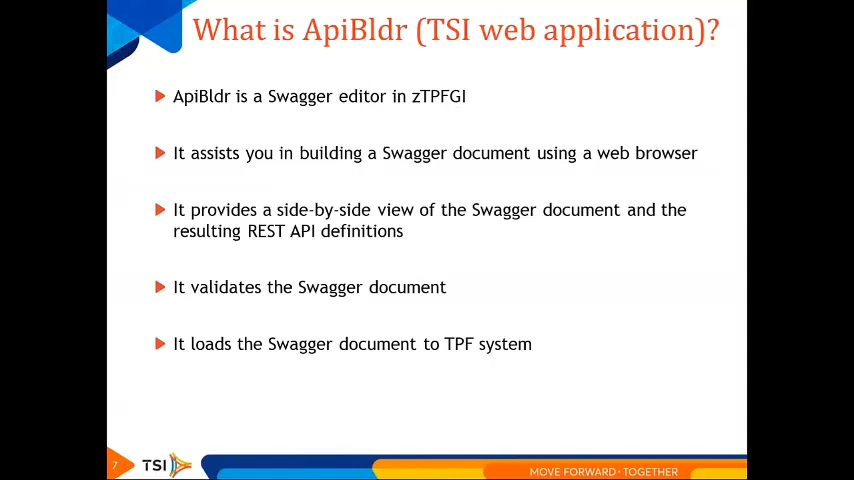 What is ApiBldr (TSI web application)?
ApiBldr is a Swagger editor in zTPFGI
It assists you in building a Swagger document using a web browser
It provides a side-by-side view of the Swagger document and the
resulting REST API definitions
It validates the Swagger document
It loads the Swagger document to TPF system
7
TSI
MOVE FORWARD · TOGETHER